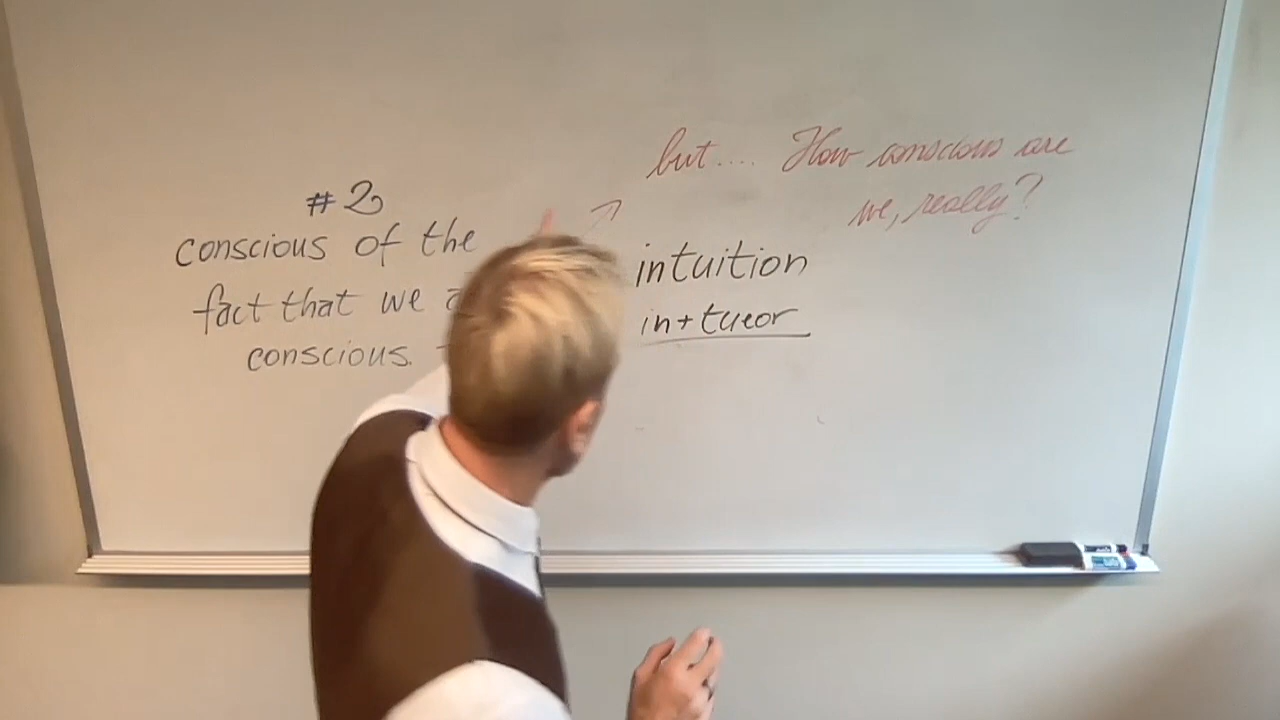 but.... How conscious are
we, really?
#2
conscious of the
fact that we
conscious.
intuition
in + tueor